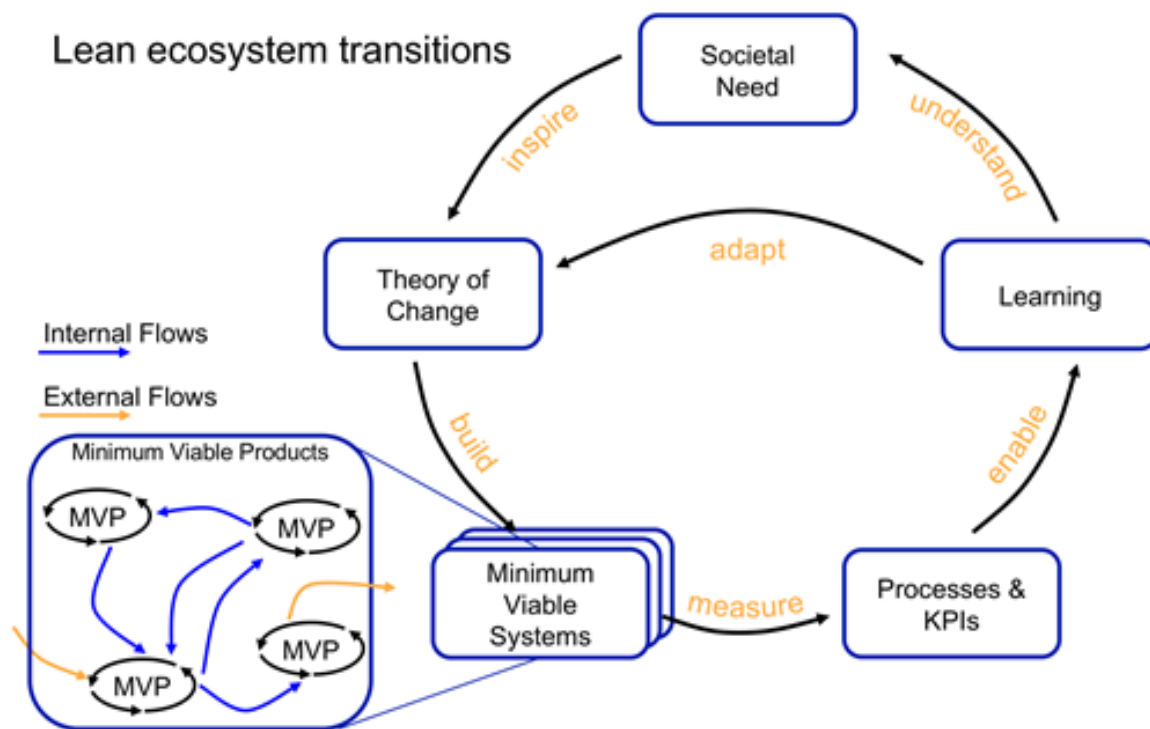 Lean ecosystem transitions
Societal
Need
inspire
understand
adapt
Theory of
Change
Learning
Internal Flows
External Flows
build
enable
Minimum Viable Products
MVP
MVP
MVP
MVP
Minimum
Viable
Systems
measure
Processes &
KPIs